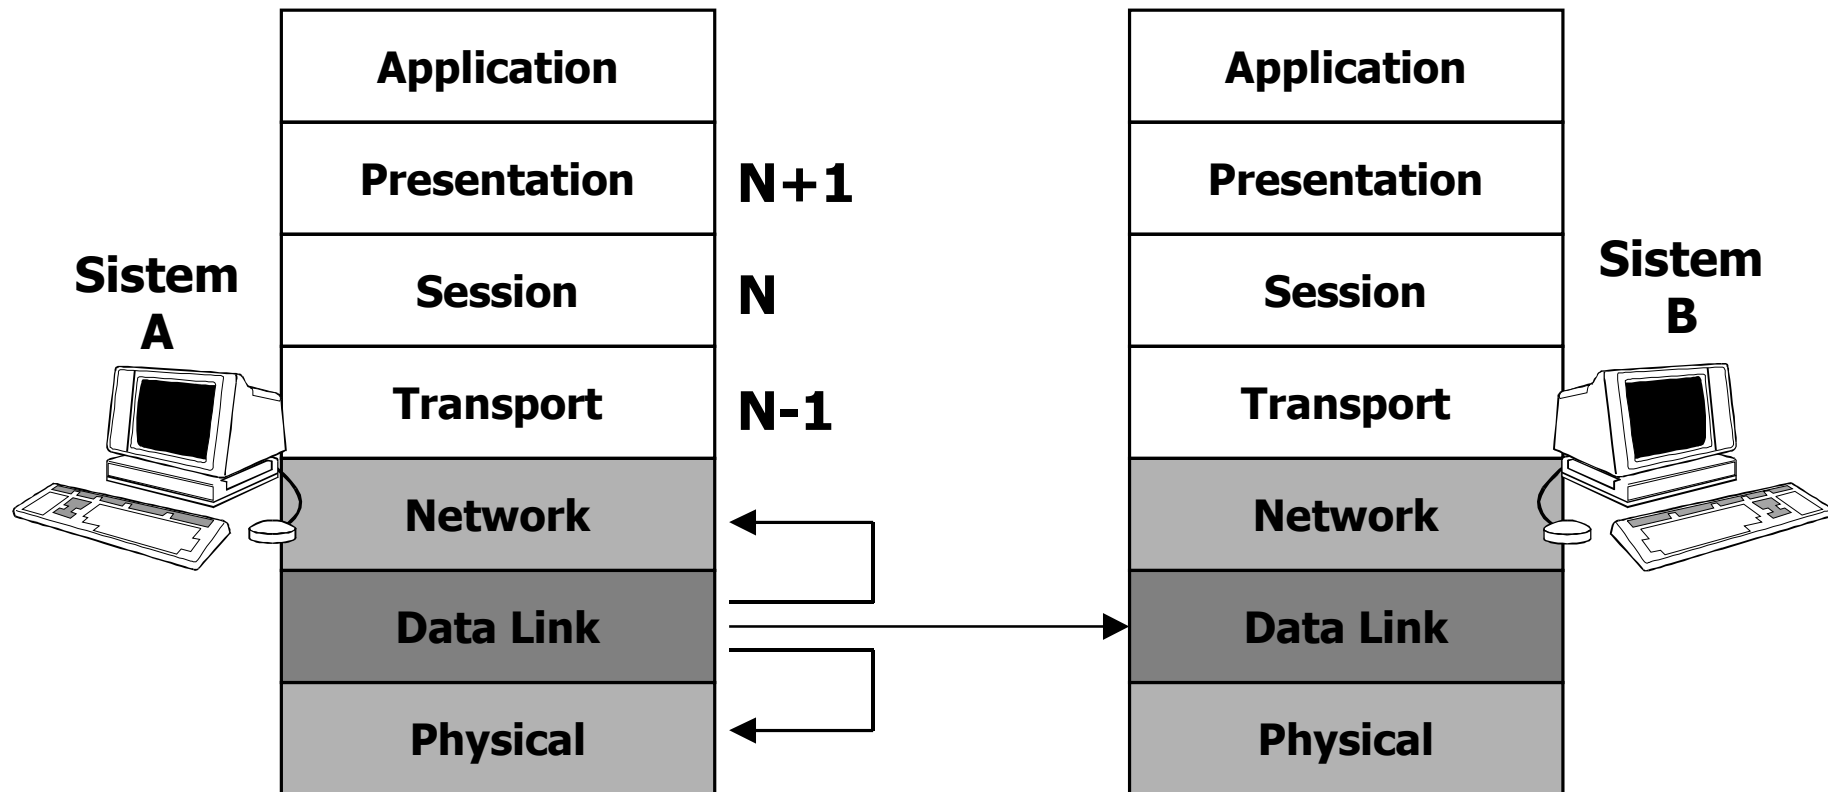 Application
Presentation
Session
Transport
Network
Data Link
Physical
N+1
N
N-1
Sistem
A
Application
Presentation
Session
Transport
Network
Data Link
Physical
Sistem
B